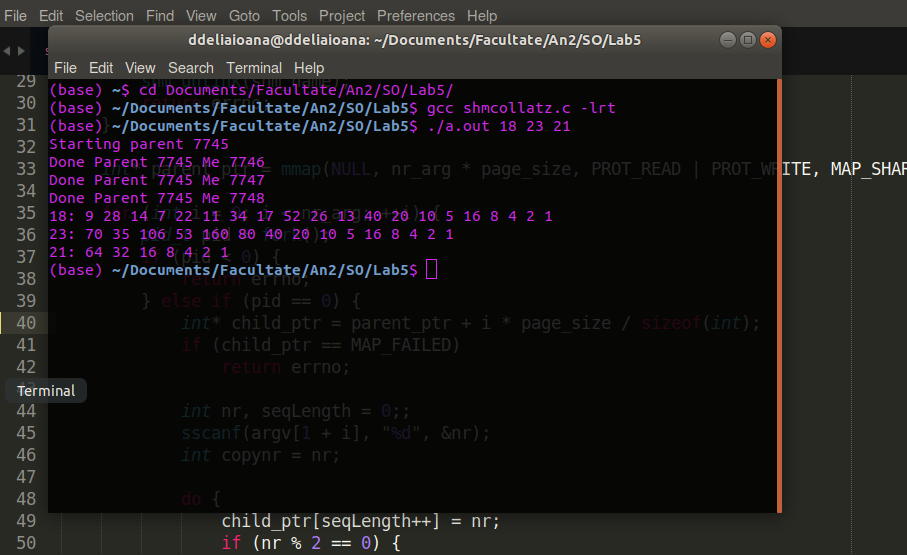 File Edit Selection Find View Goto Tools Project Preferences Help
ddeliaioana@ddeliaioana: ~/Documents/Facultate/An2/SO/Lab5
File Edit View Search Terminal Help
(base) ~$ cd Documents/Facultate/An2/SO/Lab5/
(base) ~/Documents/Facultate/An2/SO/Lab5$ gcc shmcollatz.c -lrt
(base) ~/Documents/Facultate/An2/SO/Lab5$ ./a.out 18 23 21
Starting parent 7745
Done Parent 7745 Me 7746
Done Parent 7745 Me 7747
Done Parent 7745 Me 7748
18: 9 28 14 7 22 11 34 17 52 26 13 40 20 10 5 16 8 4 2 1
23: 70 35 106 53 160 80 40 20 10 5 16 8 4 2 1
21: 64 32 16 8 4 2 1
(base) ~/Documents/Facultate/An2/SO/Lab5$
29
30 errno;
31 }
32
33 parent_ptr = mmap(NULL, nr_arg * page_size, PROT_READ | PROT_WRITE, MAP_SHAR
34
35
36
37 (pid < 0) {
38 return errno;
39 } else if (pid == 0) {
40 int* child_ptr = parent_ptr + i * page_size / sizeof(int);
41 if (child_ptr == MAP_FAILED)
42 return errno;
Terminal
44 int nr, seqLength = 0;;
45 sscanf(argv[1 + i], "%d", &nr);
46 int copynr = nr;
47
48 do {
49 child_ptr[seqLength++] = nr;
50 if (nr % 2 == 0) {